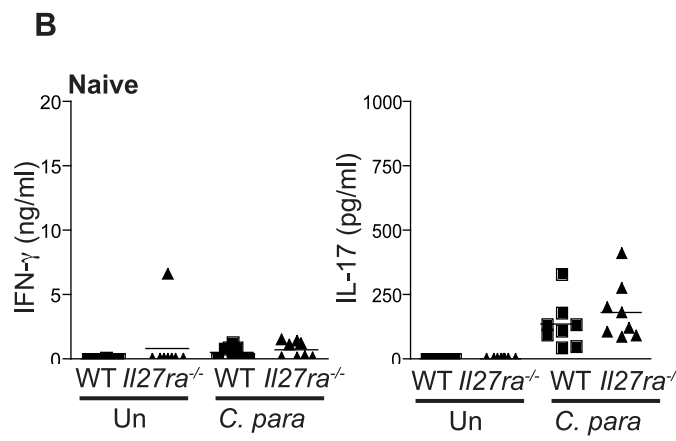 B
Naive
IFN-γ (ng/ml)
20
15
10
5
0
WT Il27ra-/- WT Il27ra-/-
Un C. para
IL-17 (pg/ml)
1000
750
500
250
0
WT Il27ra-/- WT Il27ra-/
Un C. para